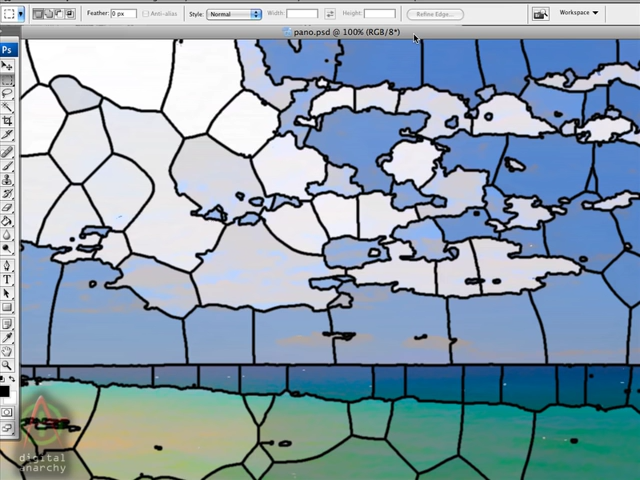 Feather: 0 px
Anti-alias
Style: Normal
Width:
Height:
Refine Edge...
Workspace
pano.psd @ 100% (RGB/8*)
Ps
T
digital
anarchy